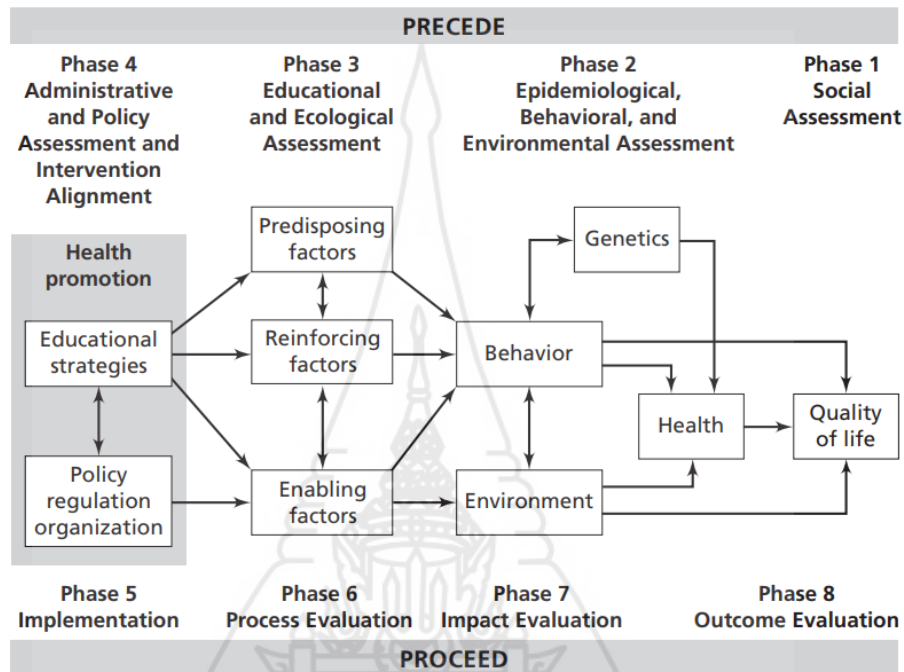 PRECEDE
Phase 4
Administrative
and Policy
Assessment and
Intervention
Alignment
Phase 3
Educational
and Ecological
Assessment
Phase 2
Epidemiological,
Behavioral, and
Environmental Assessment
Phase 1
Social
Assessment
Health
promotion
Educational
strategies
Policy
regulation
organization
Predisposing
factors
Reinforcing
factors
Enabling
factors
Genetics
Behavior
Environment
Health
Quality
of life
Phase 5
Implementation
Phase 6
Process Evaluation
Phase 7
Impact Evaluation
Phase 8
Outcome Evaluation
PROCEED